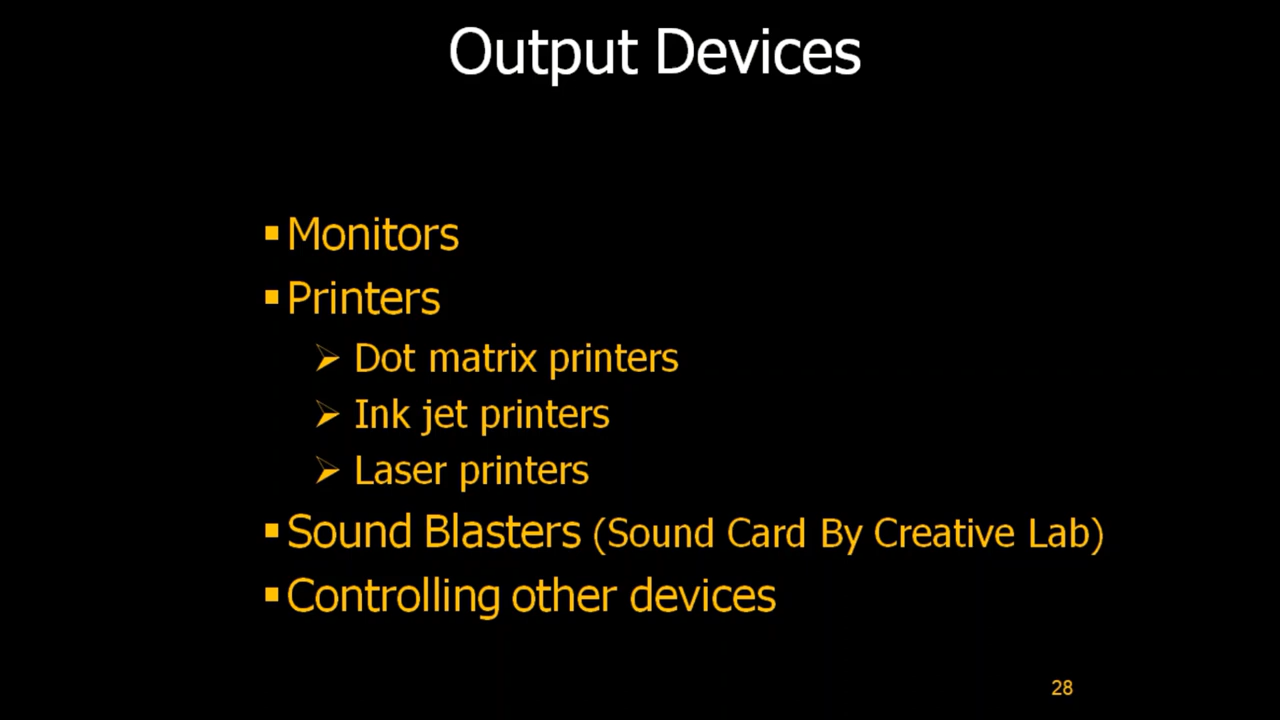 Output Devices
▪Monitors
▪Printers
➢ Dot matrix printers
➢ Ink jet printers
➢ Laser printers
▪Sound Blasters (Sound Card By Creative Lab)
▪Controlling other devices
28